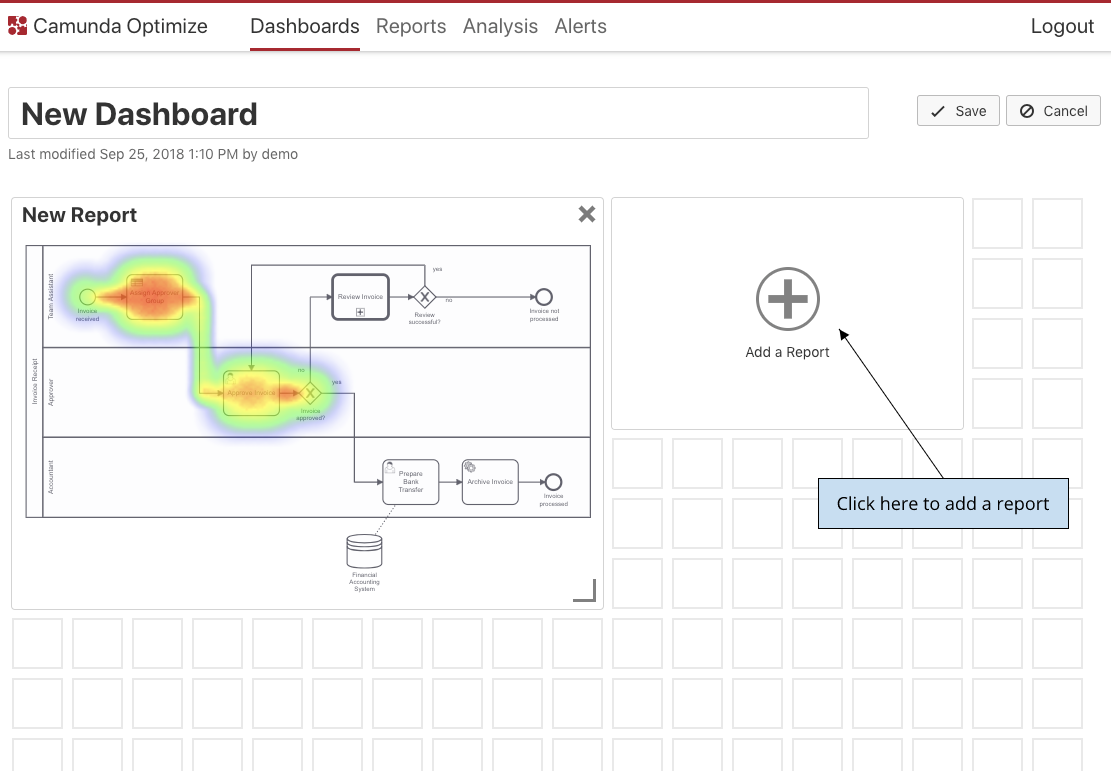 Camunda Optimize Dashboards Reports Analysis Alerts Logout
New Dashboard
Save Cancel
Last modified Sep 25, 2018 1:10 PM by demo
New Report
Invoice Receipt
Team Assistant
Invoice
received
Assign Approver
Group
Review Invoice
yes
no
Review
successful?
Invoice not
processed
Approver
Approve Invoice
no
yes
Invoice
approved?
Accountant
Prepare
Bank
Transfer
Archive Invoice
Invoice
processed
Financial
Accounting
System
Add a Report
Click here to add a report